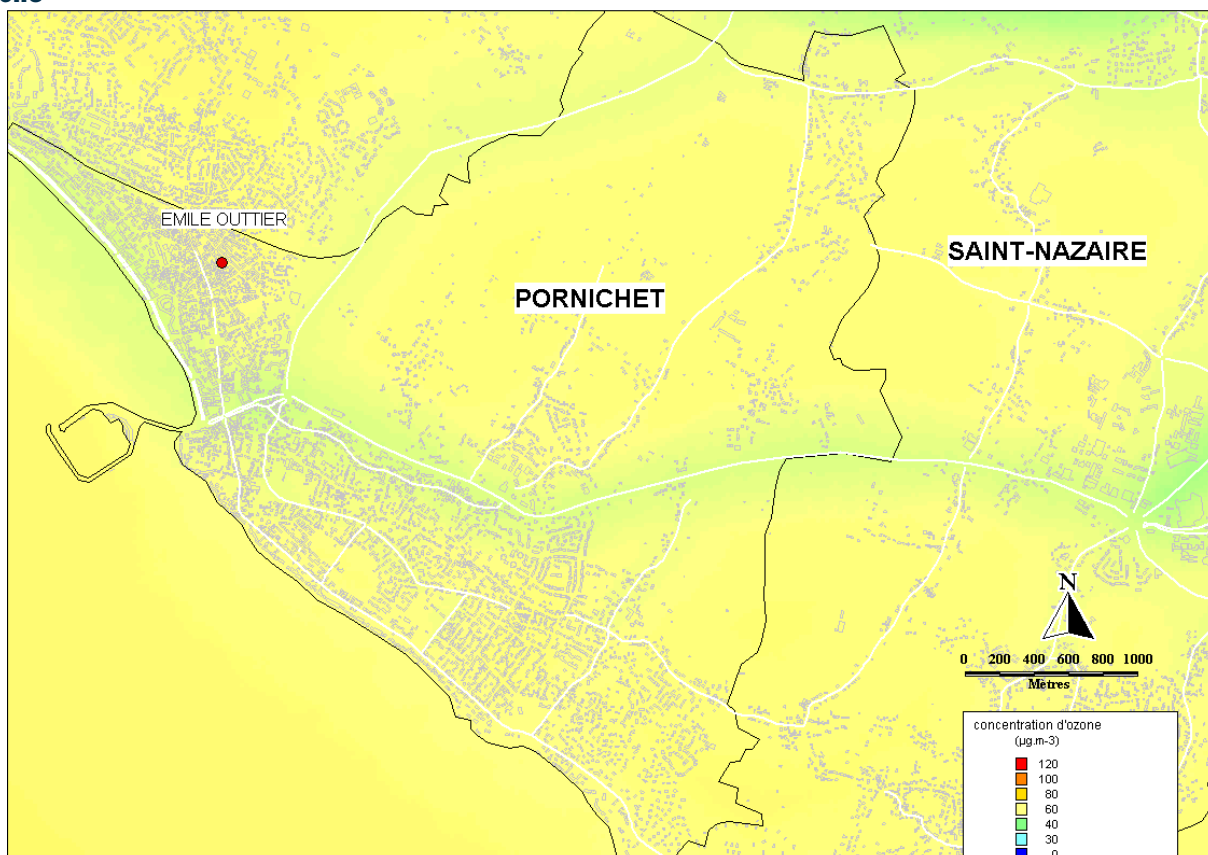 EMILE OUTTIER
SAINT-NAZAIRE
PORNICHET
N
0 200 400 600 800 1000
Mètres
concentration d'ozone
(µg.m-3)
120
100
80
60
40
30
0